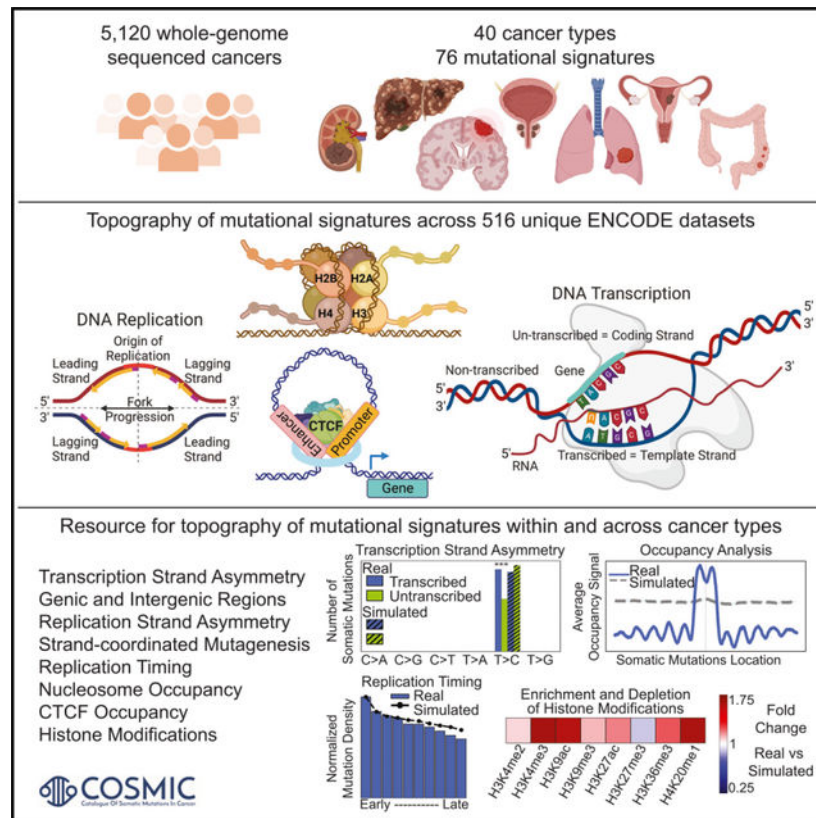 5,120 whole-genome
sequenced cancers
40 cancer types
76 mutational signatures
Topography of mutational signatures across 516 unique ENCODE datasets
H2B
H2A
H4
H3
DNA Replication
Origin of
Replication
Leading
Strand
Lagging
Strand
5'
3'
Fork
Progression
3'
5'
Lagging
Strand
Leading
Strand
CTCF
Enhancer
Promoter
Gene
DNA Transcription
5'
3'
Un-transcribed = Coding Strand
Gene
Non-transcribed
3'
T G C G C
A C G C
A T G C G
5'
3'
5'
RNA
Transcribed = Template Strand
Resource for topography of mutational signatures within and across cancer types
Transcription Strand Asymmetry
Genic and Intergenic Regions
Replication Strand Asymmetry
Strand-coordinated Mutagenesis
Replication Timing
Nucleosome Occupancy
CTCF Occupancy
Histone Modifications
COSMIC
Catalogue Of Somatic Mutations In Cancer
Transcription Strand Asymmetry
Number of
Somatic Mutations
Real
Transcribed
Untranscribed
Simulated
***
C>A C>G C>T T>A T>C T>G
Occupancy Analysis
Average
Occupancy Signal
Real
Simulated
Somatic Mutations Location
Replication Timing
Normalized
Mutation Density
Real
Simulated
Early ---------- Late
Enrichment and Depletion
of Histone Modifications
H3K4me2
H3K4me3
H3K9ac
H3K9me3
H3K27ac
H3K27me3
H3K36me3
H4K20me1
1.75
1
0.25
Fold
Change
Real vs
Simulated